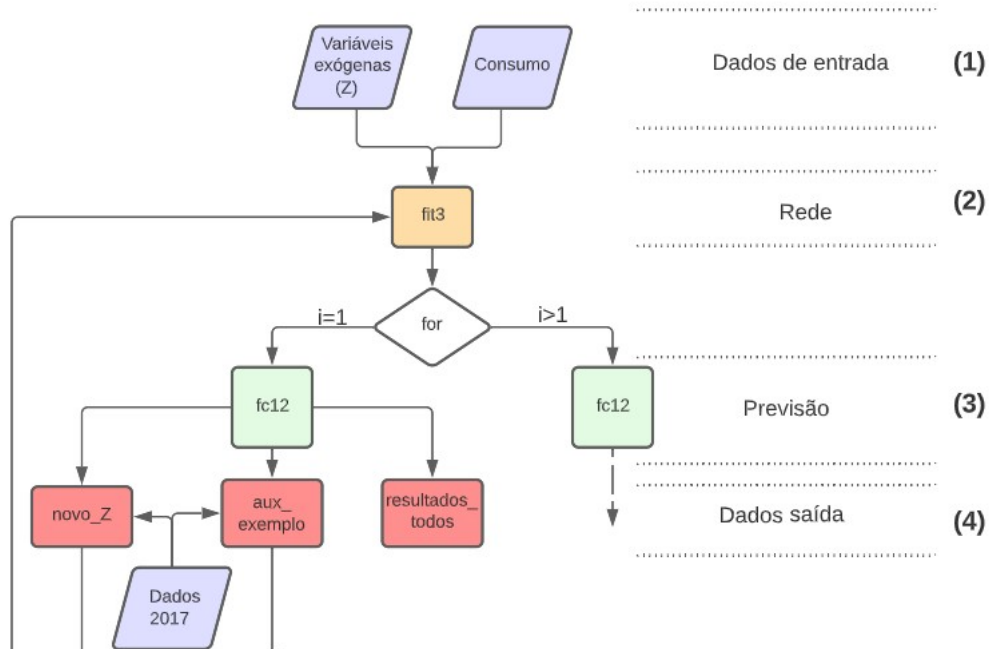 Variáveis
exógenas
(Z)
Consumo
Dados de entrada
(1)
fit3
Rede
(2)
for
i=1
i>1
fc12
fc12
Previsão
(3)
novo_Z
aux_
exemplo
resultados_
todos
Dados saída
(4)
Dados
2017